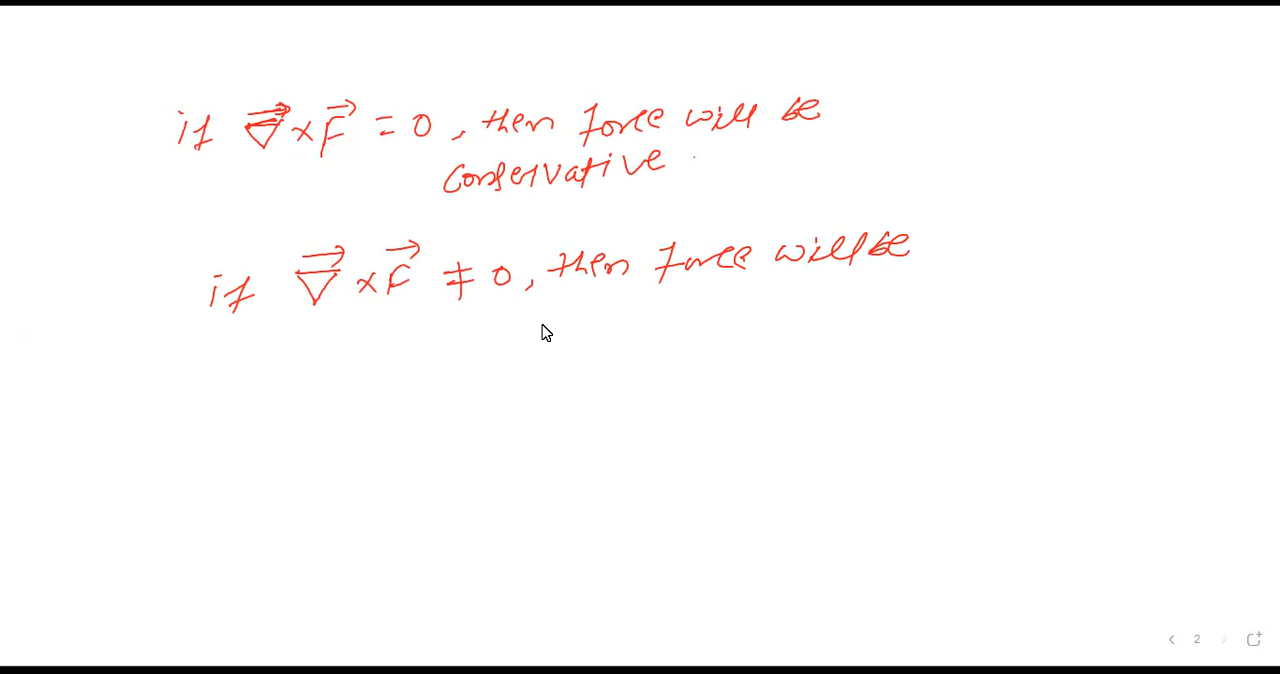 if ∇⃗ × F⃗ = 0, then force will be
conservative
if ∇⃗ × F⃗ ≠ 0, then force will be
2